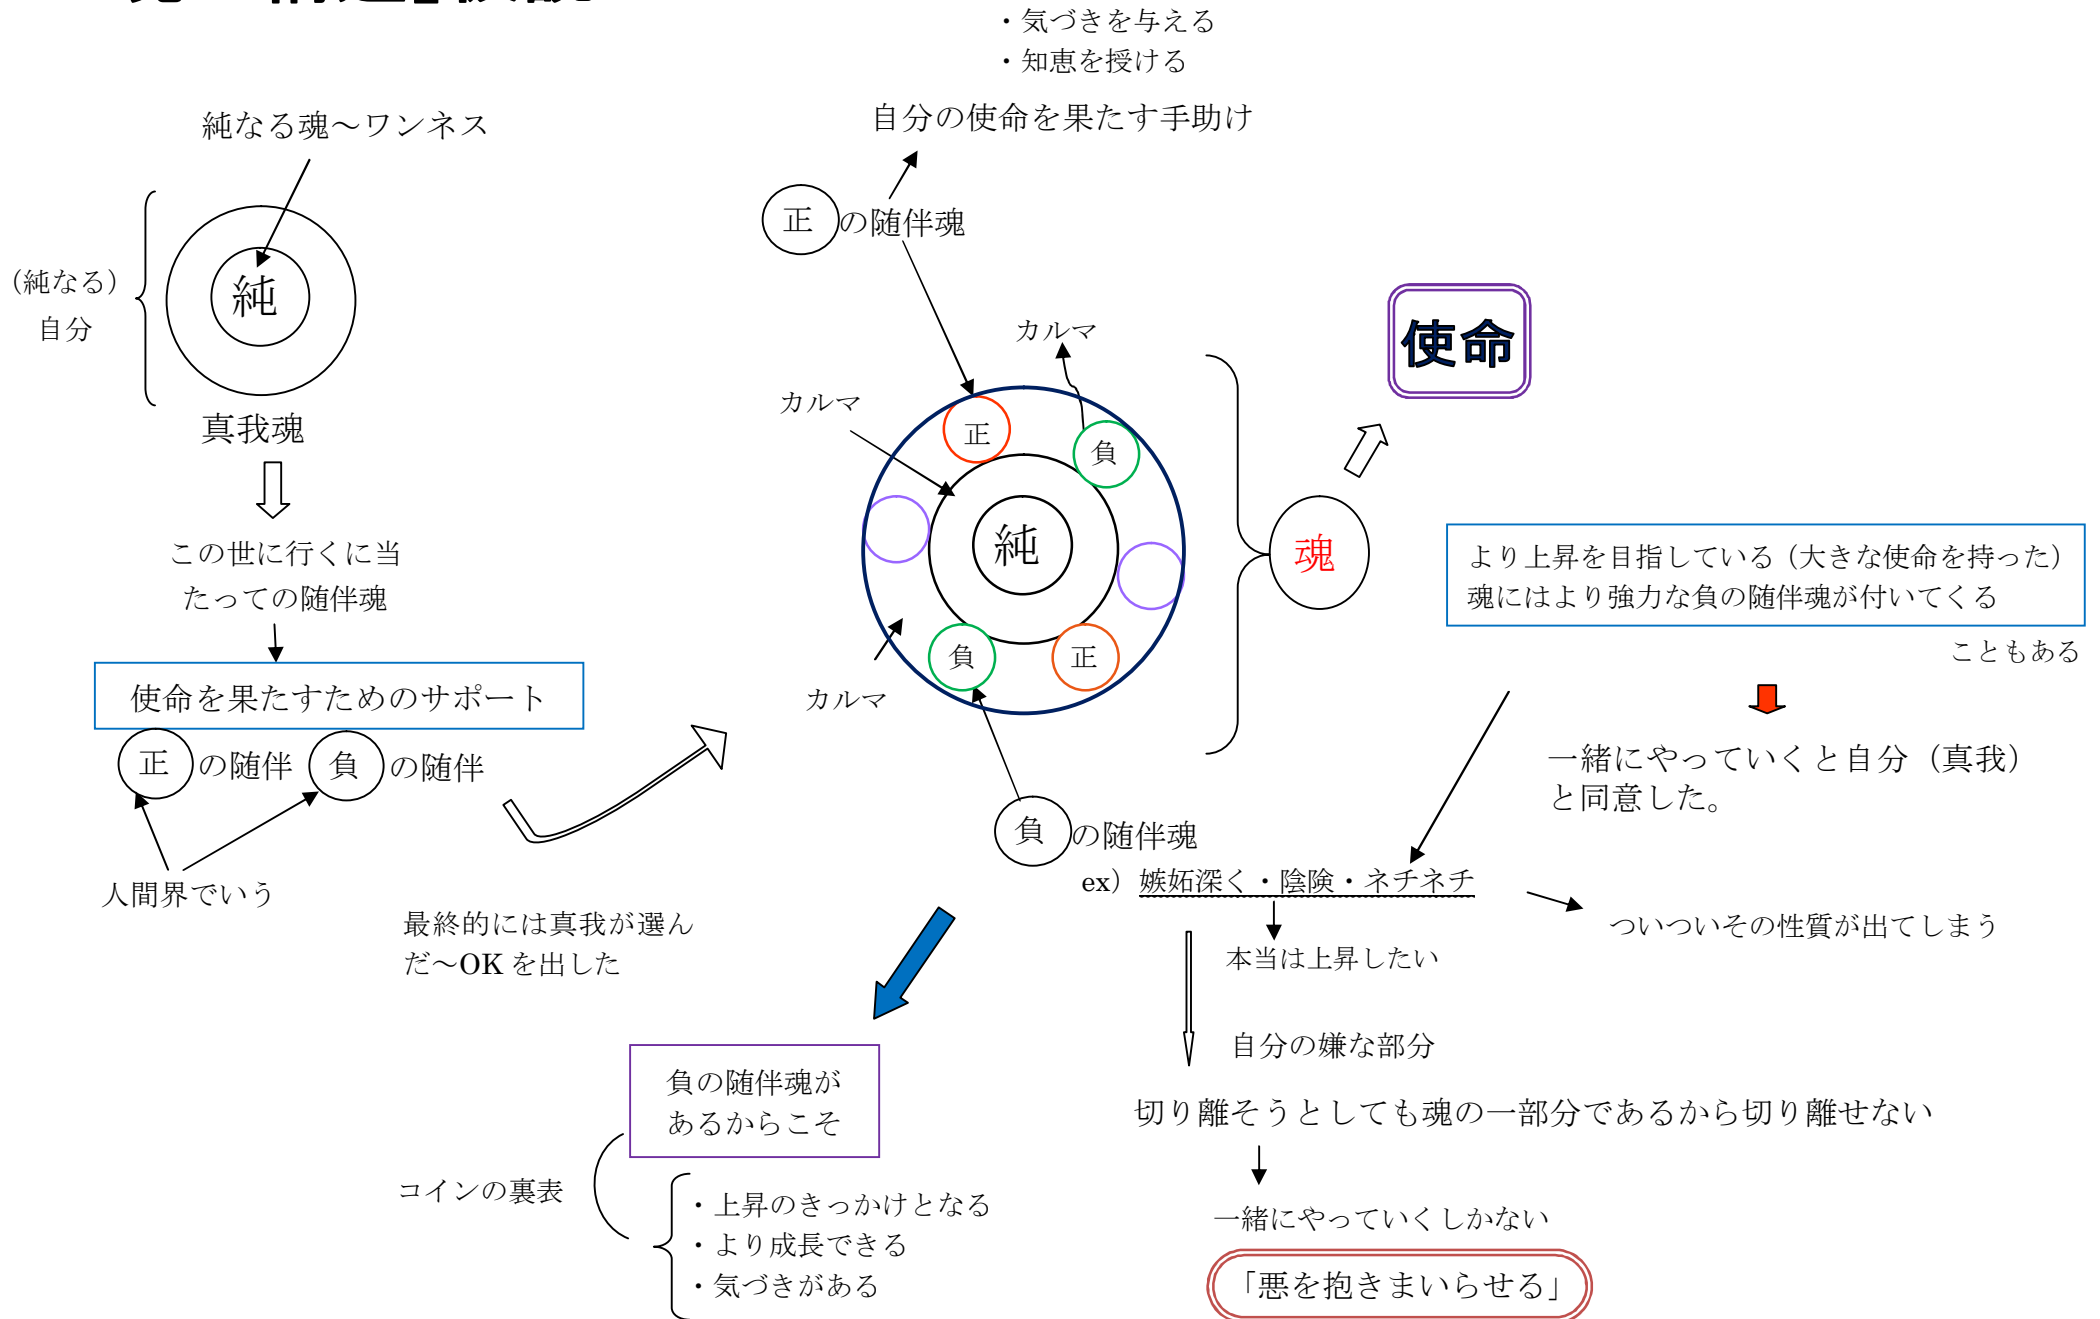 ・気づきを与える
・知恵を授ける
自分の使命を果たす手助け
純なる魂～ワンネス
正の随伴魂
（純なる）
自分
純
真我魂
この世に行くに当
たっての随伴魂
使命を果たすためのサポート
正の随伴
負の随伴
人間界でいう
最終的には真我が選ん
だ～OKを出した
カルマ
カルマ
正
負
純
負
正
カルマ
魂
使命
より上昇を目指している（大きな使命を持った）
魂にはより強力な負の随伴魂が付いてくる
こともある
一緒にやっていくと自分（真我）
と同意した。
負の随伴魂
ex）嫉妬深く・陰険・ネチネチ
ついついその性質が出てしまう
本当は上昇したい
自分の嫌な部分
切り離そうとしても魂の一部分であるから切り離せない
一緒にやっていくしかない
「悪を抱きまいらせる」
負の随伴魂が
あるからこそ
コインの裏表
・上昇のきっかけとなる
・より成長できる
・気づきがある